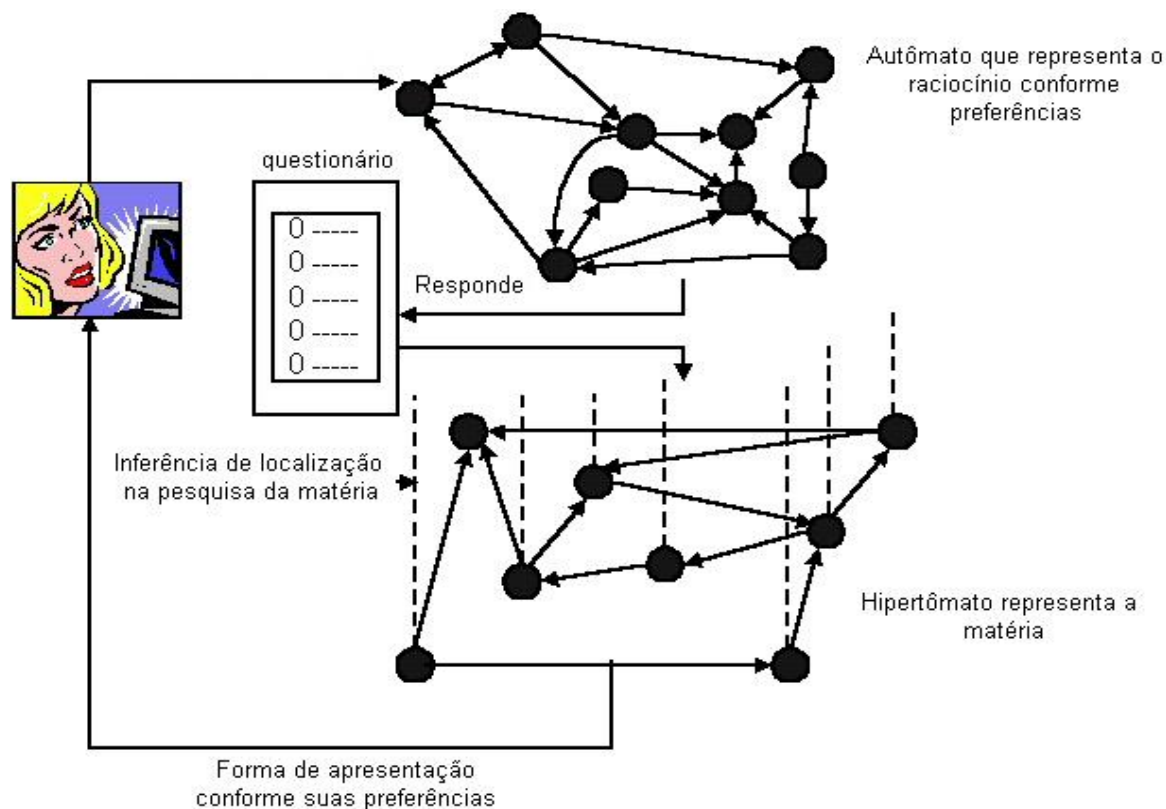 Autômato que representa o
raciocínio conforme
preferências
questionário
0 -----
0 -----
0 -----
0 -----
0 -----
Responde
Inferência de localização
na pesquisa da matéria
Hipertômato representa a
matéria
Forma de apresentação
conforme suas preferências